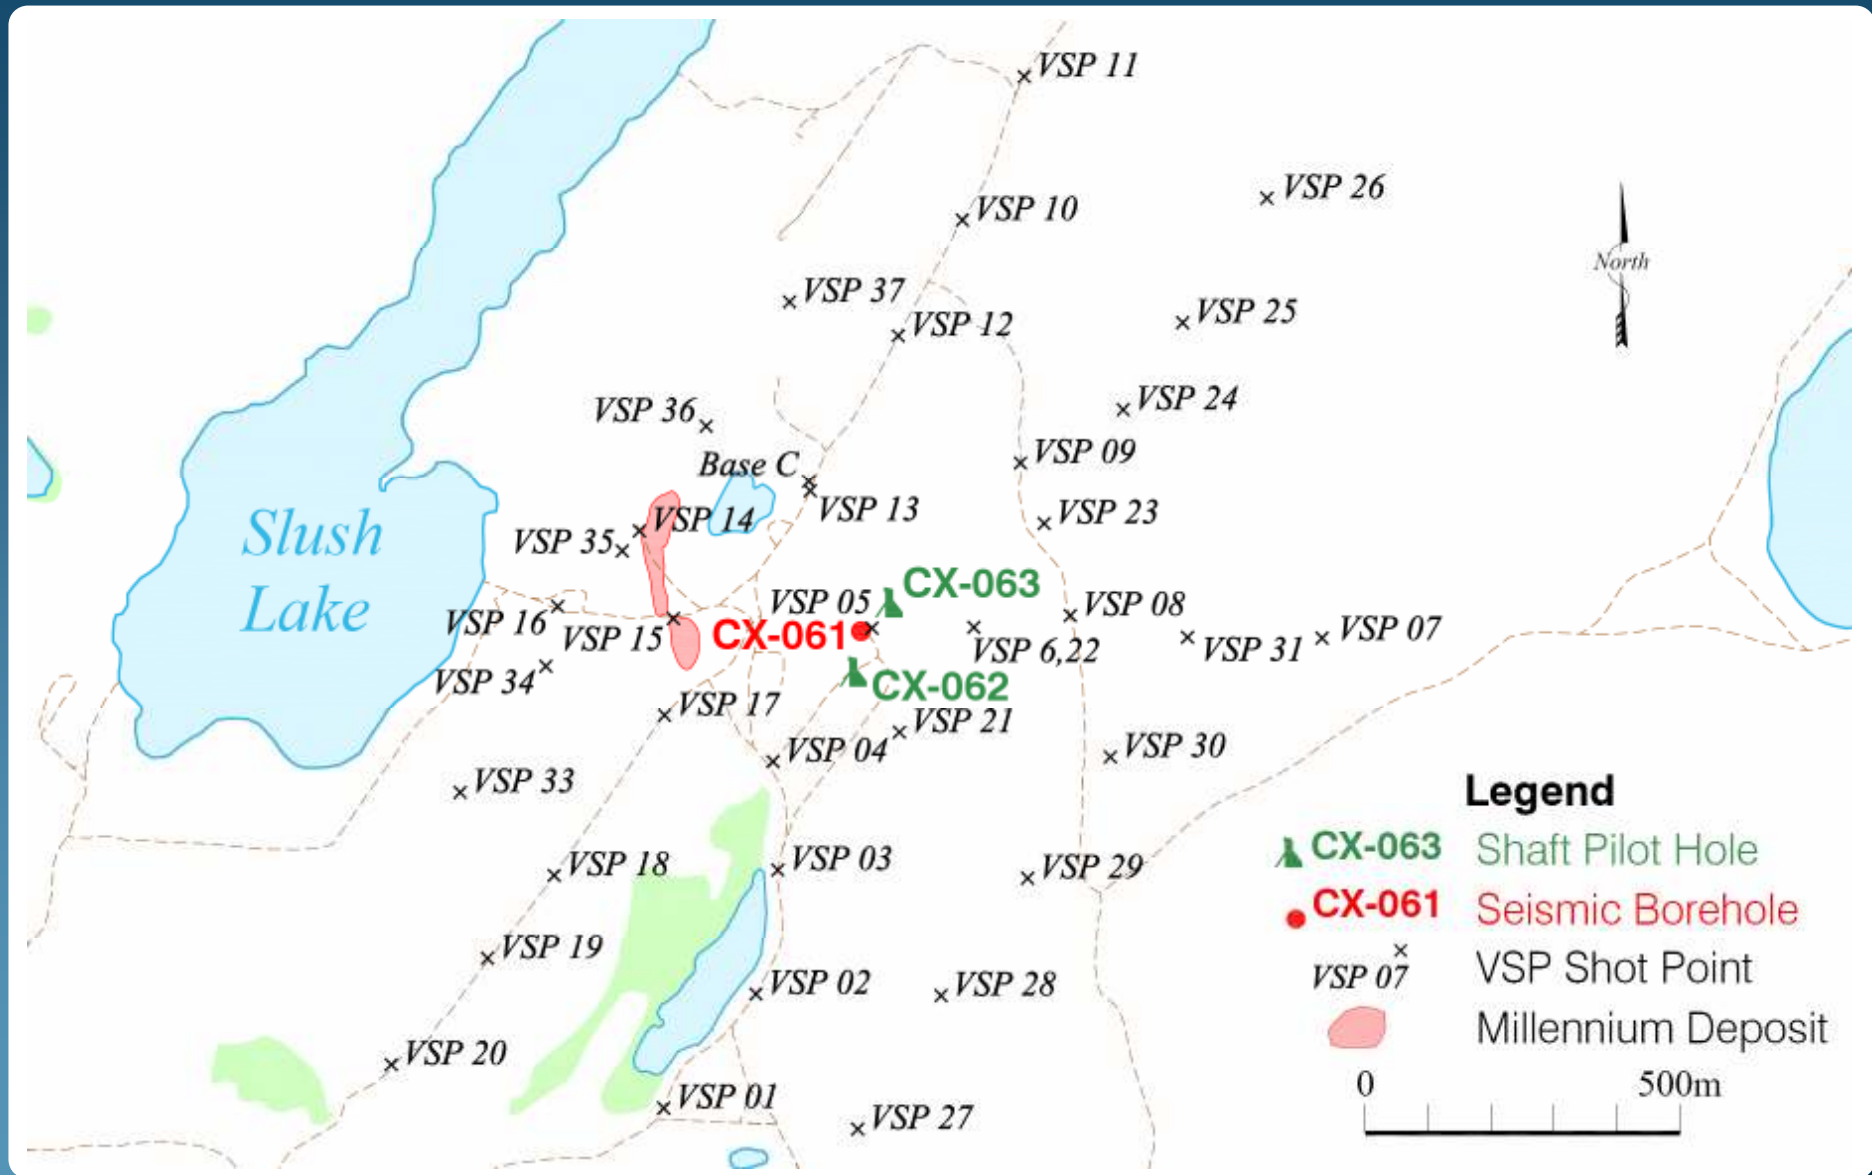 VSP 11
VSP 26
VSP 10
North
VSP 37
VSP 25
VSP 12
VSP 24
VSP 36
VSP 09
Base C
VSP 13
VSP 23
VSP 14
Slush
Lake
VSP 35
CX-063
VSP 05
VSP 08
VSP 16
VSP 15
CX-061
VSP 07
VSP 6,22
VSP 31
VSP 34
CX-062
VSP 17
VSP 21
VSP 04
VSP 30
VSP 33
Legend
CX-063 Shaft Pilot Hole
CX-061 Seismic Borehole
VSP 07 VSP Shot Point
Millennium Deposit
VSP 03
VSP 18
VSP 29
VSP 19
VSP 02
VSP 28
VSP 20
VSP 01
VSP 27
0 500m